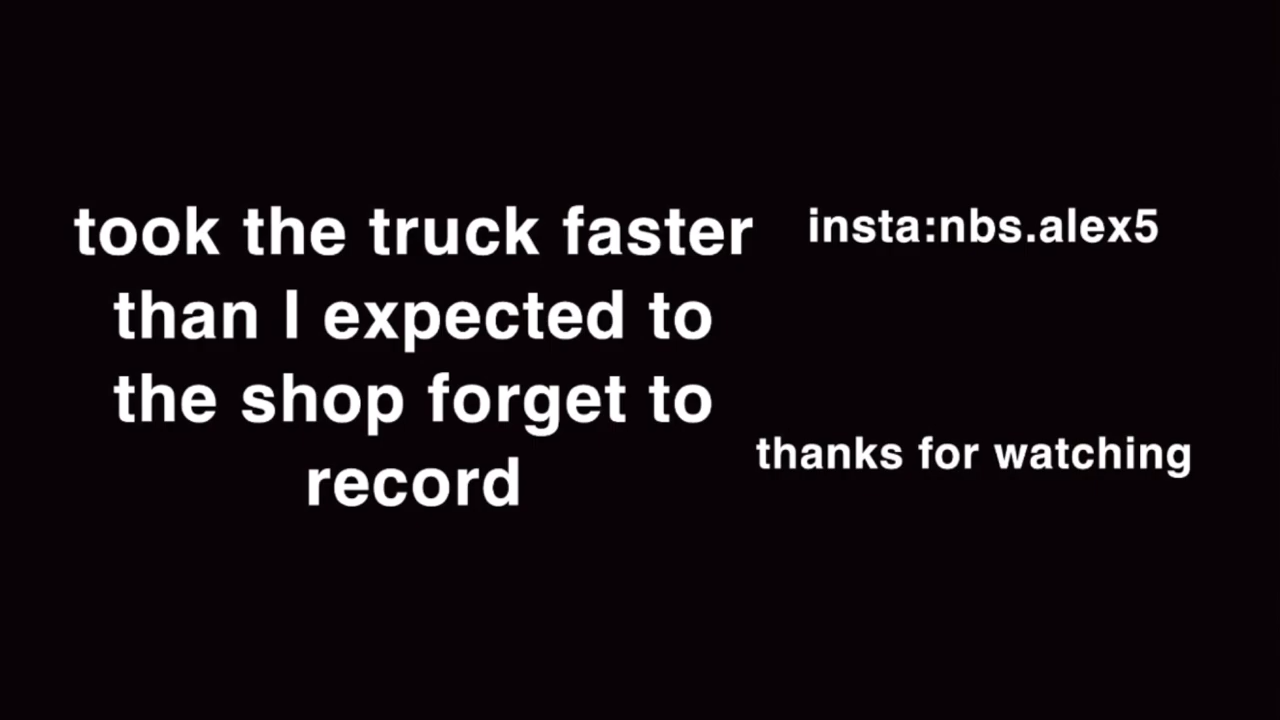 took the truck faster
than I expected to
the shop forget to
record
insta:nbs.alex5
thanks for watching